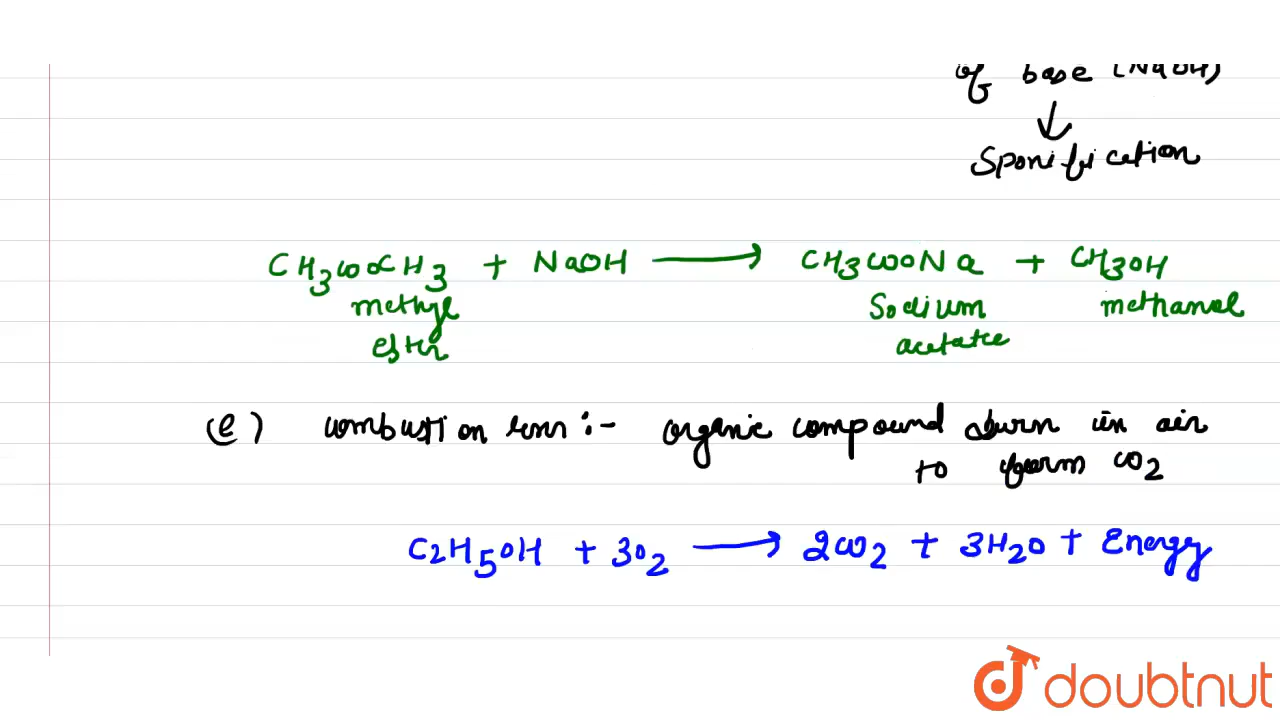 of base (NaOH)
↓
Sponification
CH3COOCH3 + NaOH ⟶ CH3COONa + CH3OH
methyl Sodium methanol
ester acetate
(e) combustion rxn :- organic compound burn in air
to form CO2
C2H5OH + 3O2 ⟶ 2CO2 + 3H2O + Energy
doubtnut